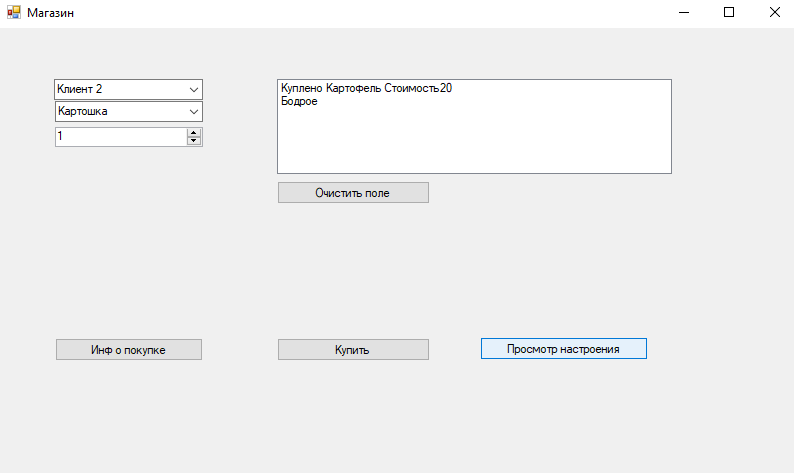 Магазин
Клиент 2
Картошка
1
Куплено Картофель Стоимость20
Бодрое
Очистить поле
Инф о покупке
Купить
Просмотр настроения